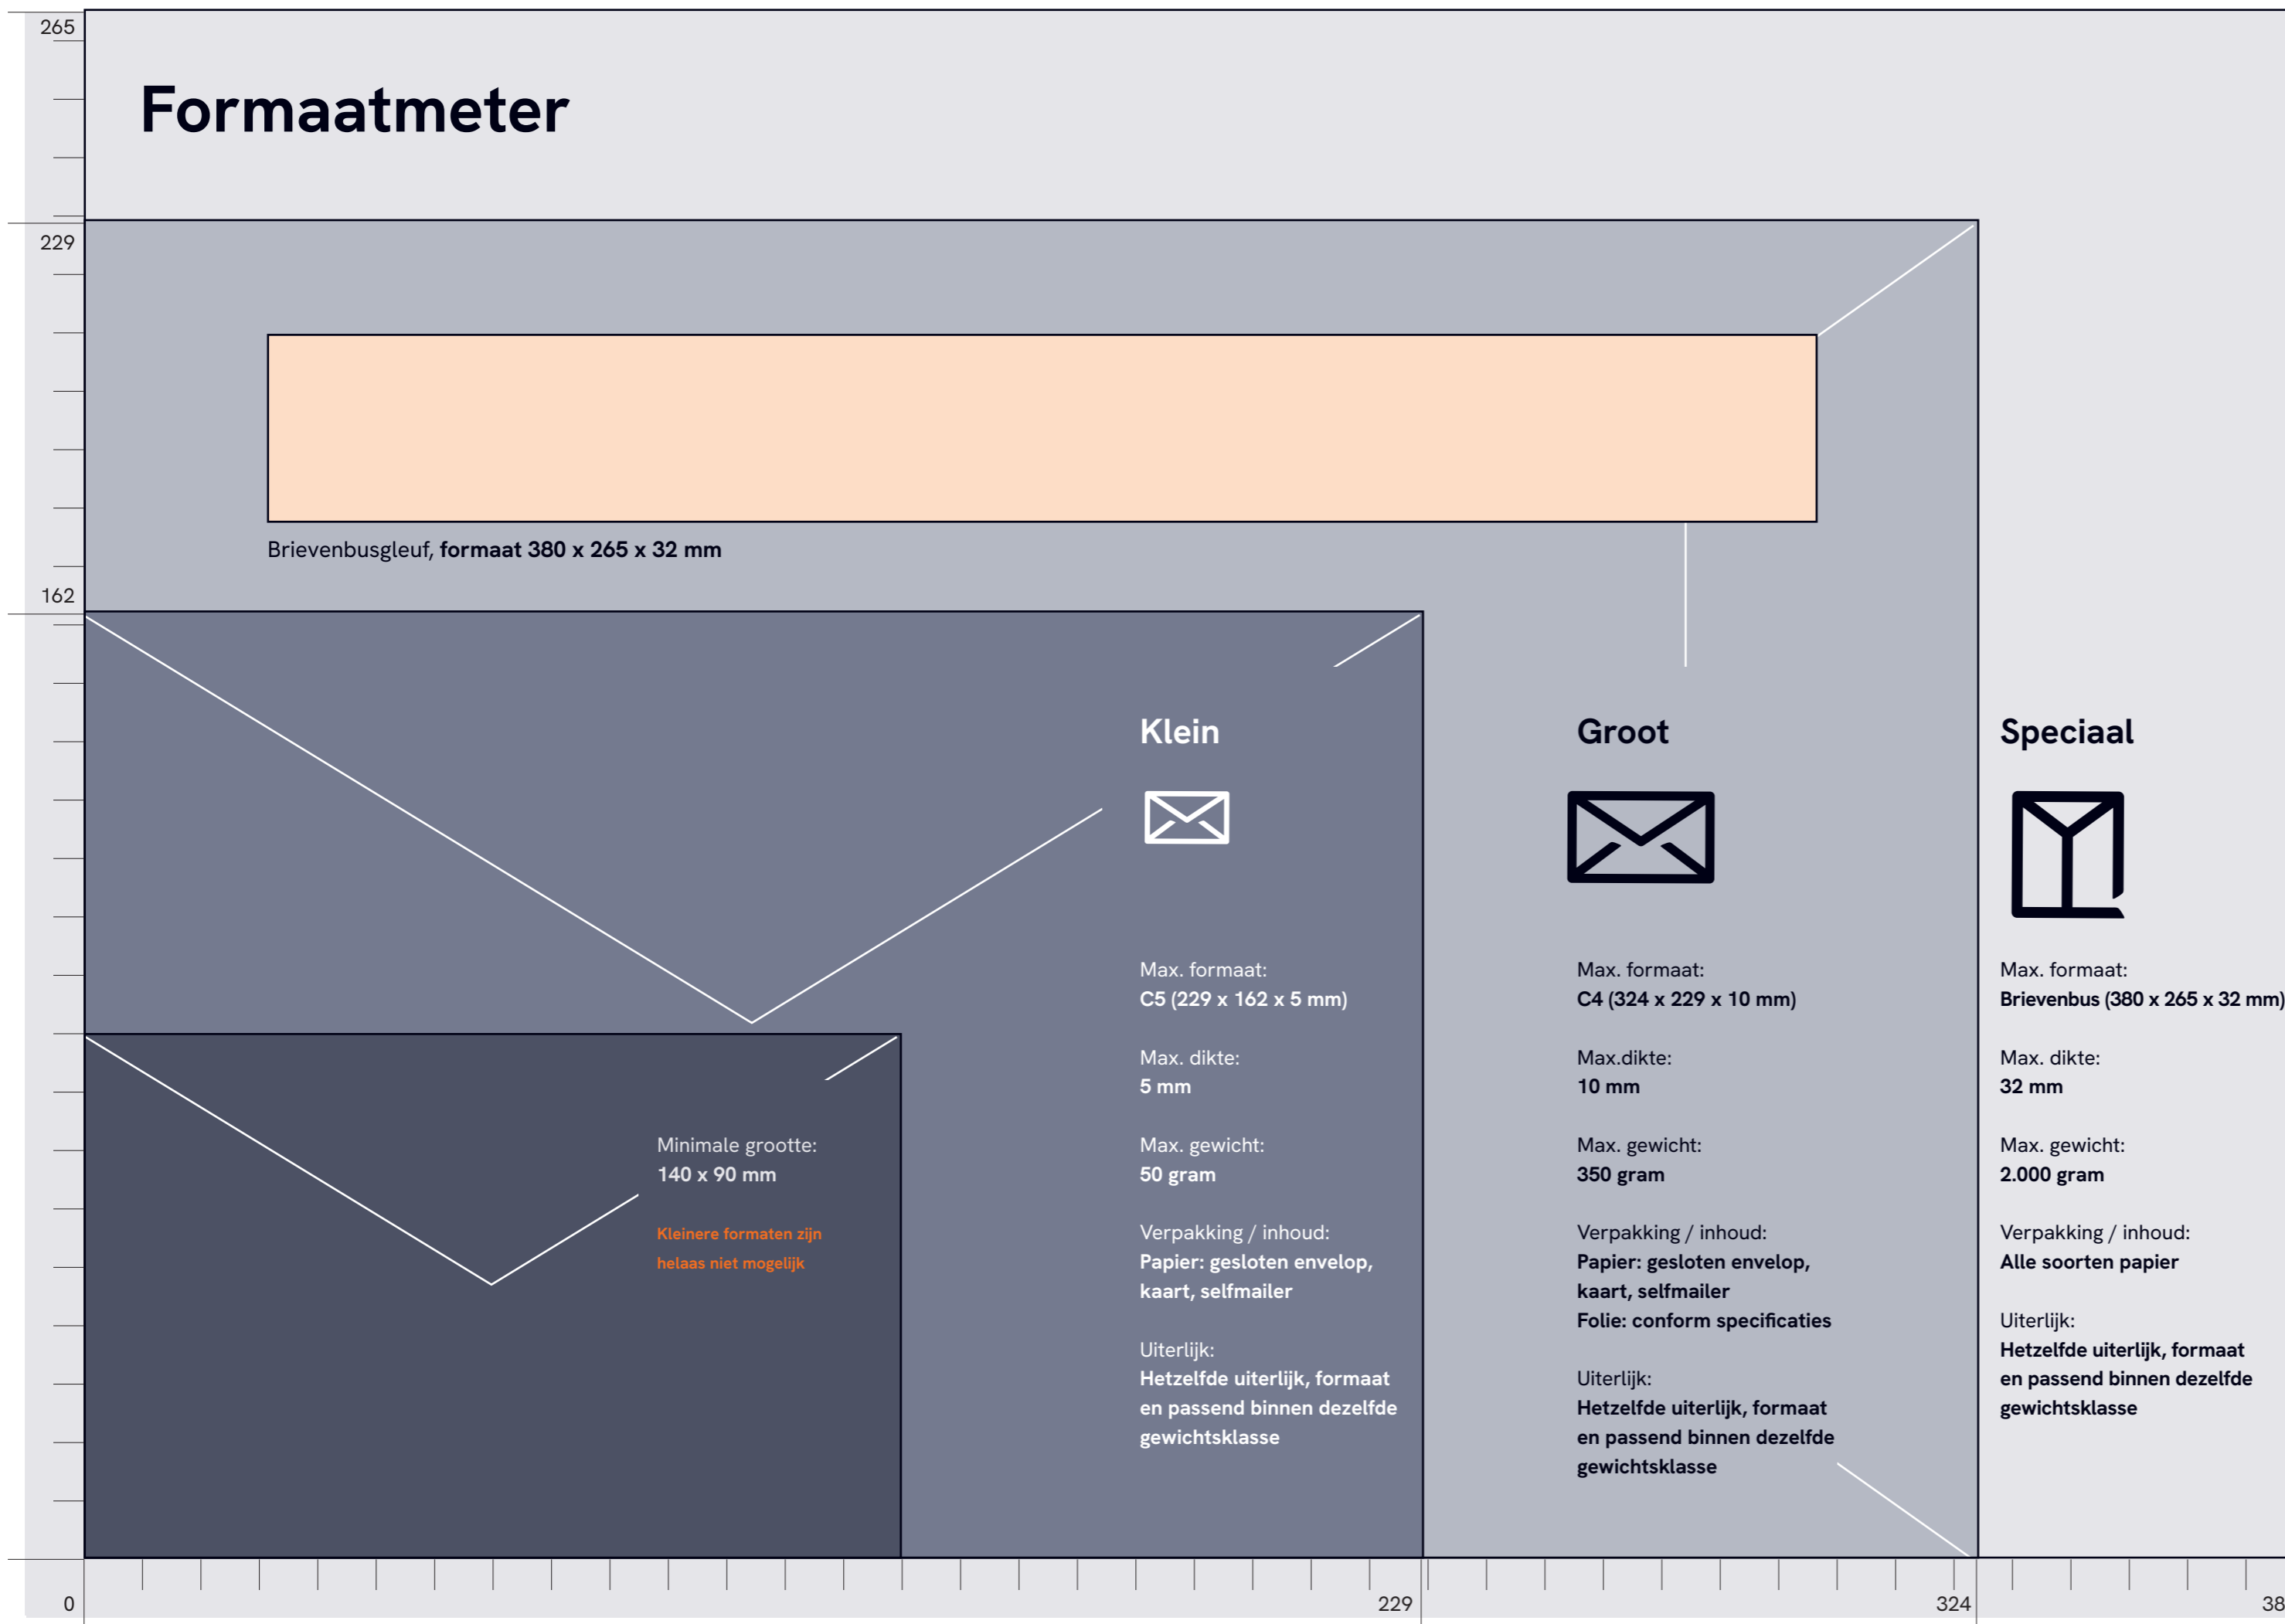 265
Formaatmeter
229
Brievenbusgleuf, formaat 380 x 265 x 32 mm
162
Klein
Max. formaat:
C5 (229 x 162 x 5 mm)
Max. dikte:
5 mm
Max. gewicht:
50 gram
Verpakking / inhoud:
Papier: gesloten envelop,
kaart, selfmailer
Uiterlijk:
Hetzelfde uiterlijk, formaat
en passend binnen dezelfde
gewichtsklasse
Groot
Max. formaat:
C4 (324 x 229 x 10 mm)
Max.dikte:
10 mm
Max. gewicht:
350 gram
Verpakking / inhoud:
Papier: gesloten envelop,
kaart, selfmailer
Folie: conform specificaties
Uiterlijk:
Hetzelfde uiterlijk, formaat
en passend binnen dezelfde
gewichtsklasse
Speciaal
Max. formaat:
Brievenbus (380 x 265 x 32 mm)
Max. dikte:
32 mm
Max. gewicht:
2.000 gram
Verpakking / inhoud:
Alle soorten papier
Uiterlijk:
Hetzelfde uiterlijk, formaat
en passend binnen dezelfde
gewichtsklasse
Minimale grootte:
140 x 90 mm
Kleinere formaten zijn
helaas niet mogelijk
0
229
324